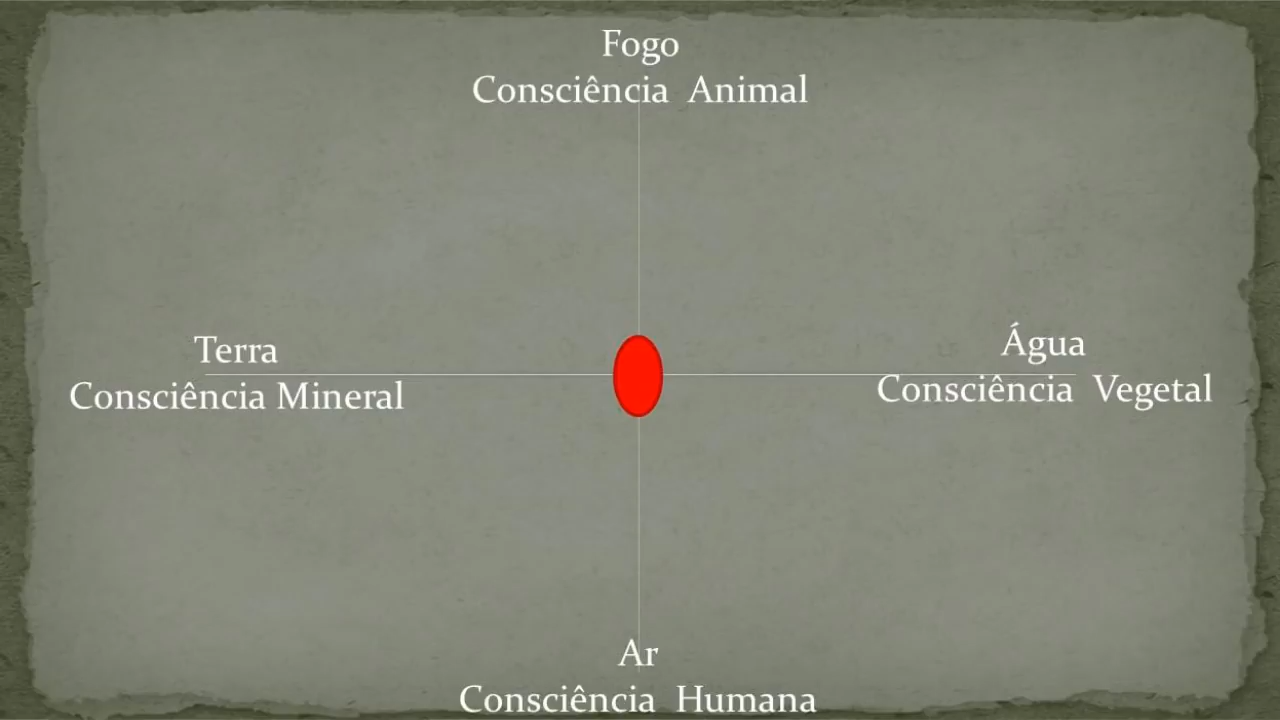 Fogo
Consciência Animal
Terra
Consciência Mineral
Água
Consciência Vegetal
Ar
Consciência Humana